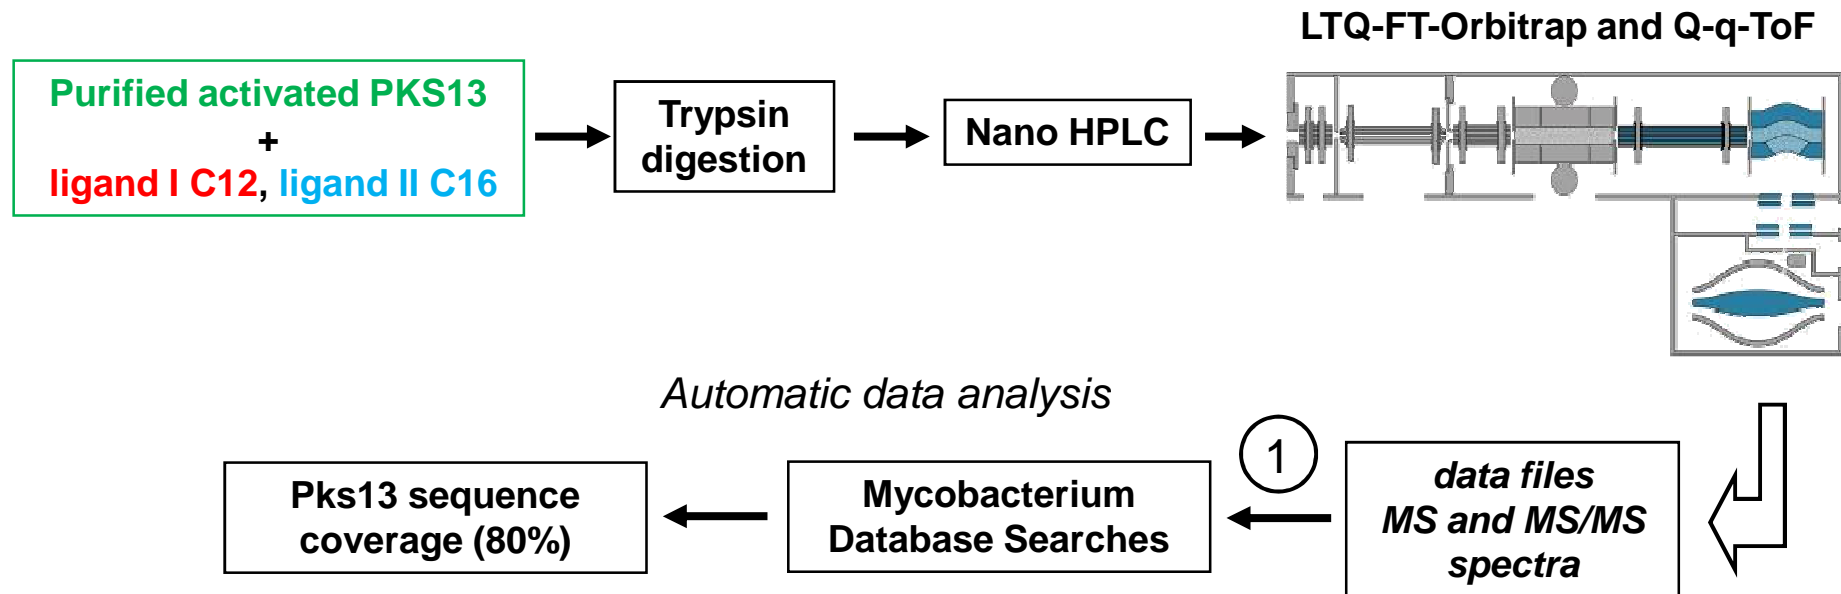 LTQ-FT-Orbitrap and Q-q-ToF
Purified activated PKS13
+
ligand I C12, ligand II C16
Trypsin
digestion
Nano HPLC
Automatic data analysis
1
data files
MS and MS/MS
spectra
Mycobacterium
Database Searches
Pks13 sequence
coverage (80%)